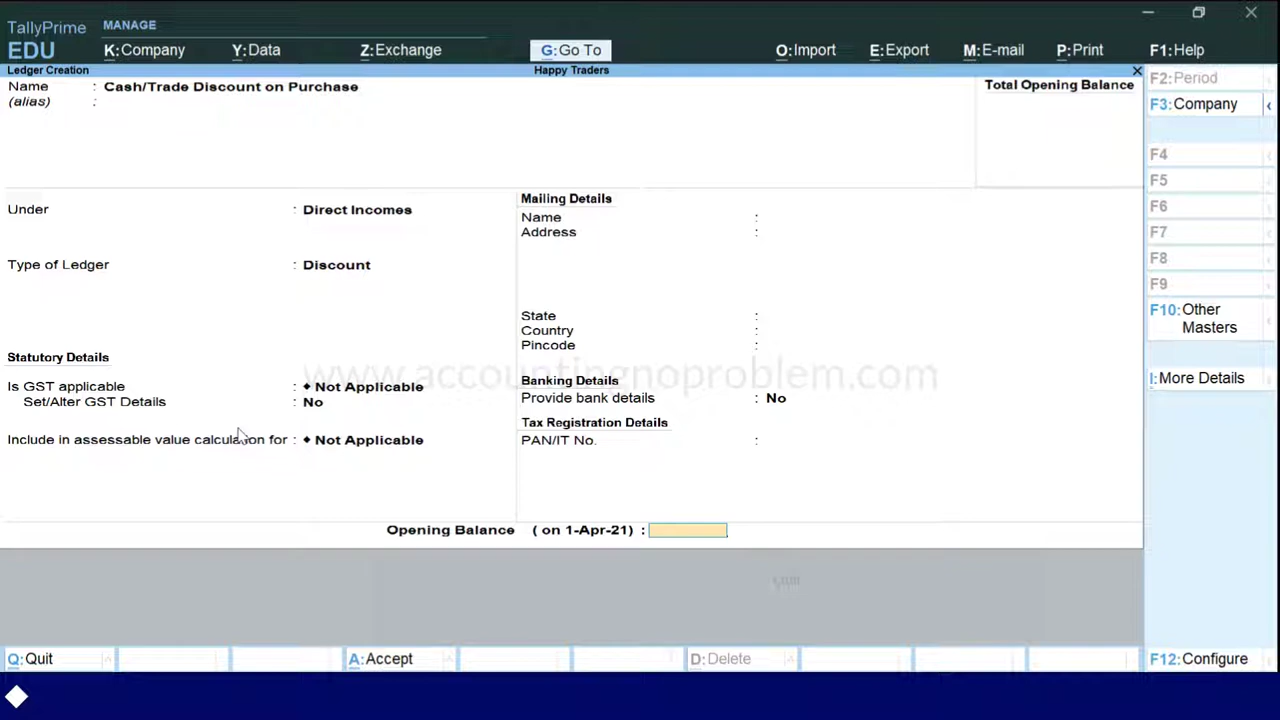 TallyPrime
EDU
MANAGE
K:Company
Y:Data
Z:Exchange
G:Go To
O:Import
E:Export
M:E-mail
P:Print
F1:Help
Ledger Creation
Happy Traders
Name : Cash/Trade Discount on Purchase
(alias) :
Total Opening Balance
Under : Direct Incomes
Type of Ledger : Discount
Statutory Details
Is GST applicable : ♦ Not Applicable
Set/Alter GST Details : No
Include in assessable value calculation for : ♦ Not Applicable
Mailing Details
Name :
Address :
State :
Country :
Pincode :
www.accountingnoproblem.com
Banking Details
Provide bank details : No
Tax Registration Details
PAN/IT No. :
Opening Balance ( on 1-Apr-21) :
F2:Period
F3:Company
F4
F5
F6
F7
F8
F9
F10:Other
Masters
I:More Details
Q:Quit
A:Accept
D:Delete
F12:Configure